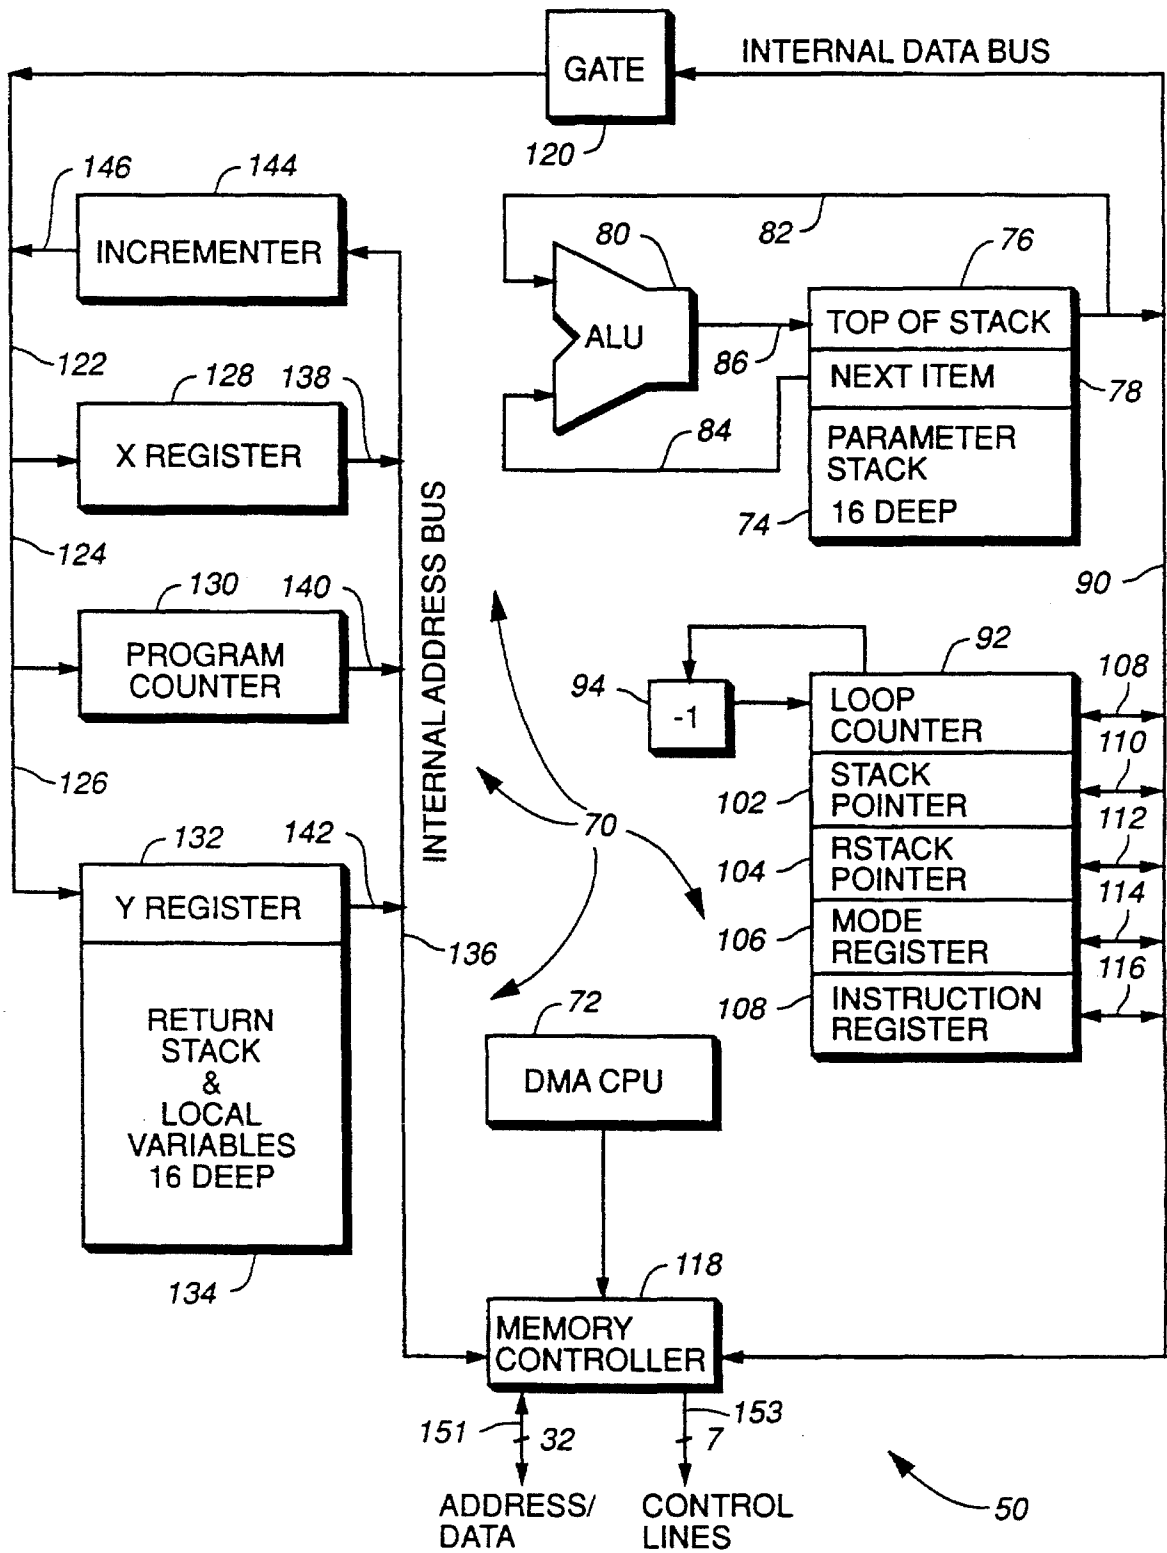 GATE
INTERNAL DATA BUS
120
146
144
INCREMENTER
122
128
138
X REGISTER
124
130
140
PROGRAM
COUNTER
126
132
142
Y REGISTER
RETURN
STACK
&
LOCAL
VARIABLES
16 DEEP
134
INTERNAL ADDRESS BUS
136
80
82
76
ALU
86
TOP OF STACK
NEXT ITEM
78
84
PARAMETER
STACK
16 DEEP
74
90
92
94
-1
LOOP
COUNTER
108
110
102
STACK
POINTER
112
104
RSTACK
POINTER
114
106
MODE
REGISTER
116
108
INSTRUCTION
REGISTER
70
72
DMA CPU
118
MEMORY
CONTROLLER
151
32
153
7
ADDRESS/
DATA
CONTROL
LINES
50